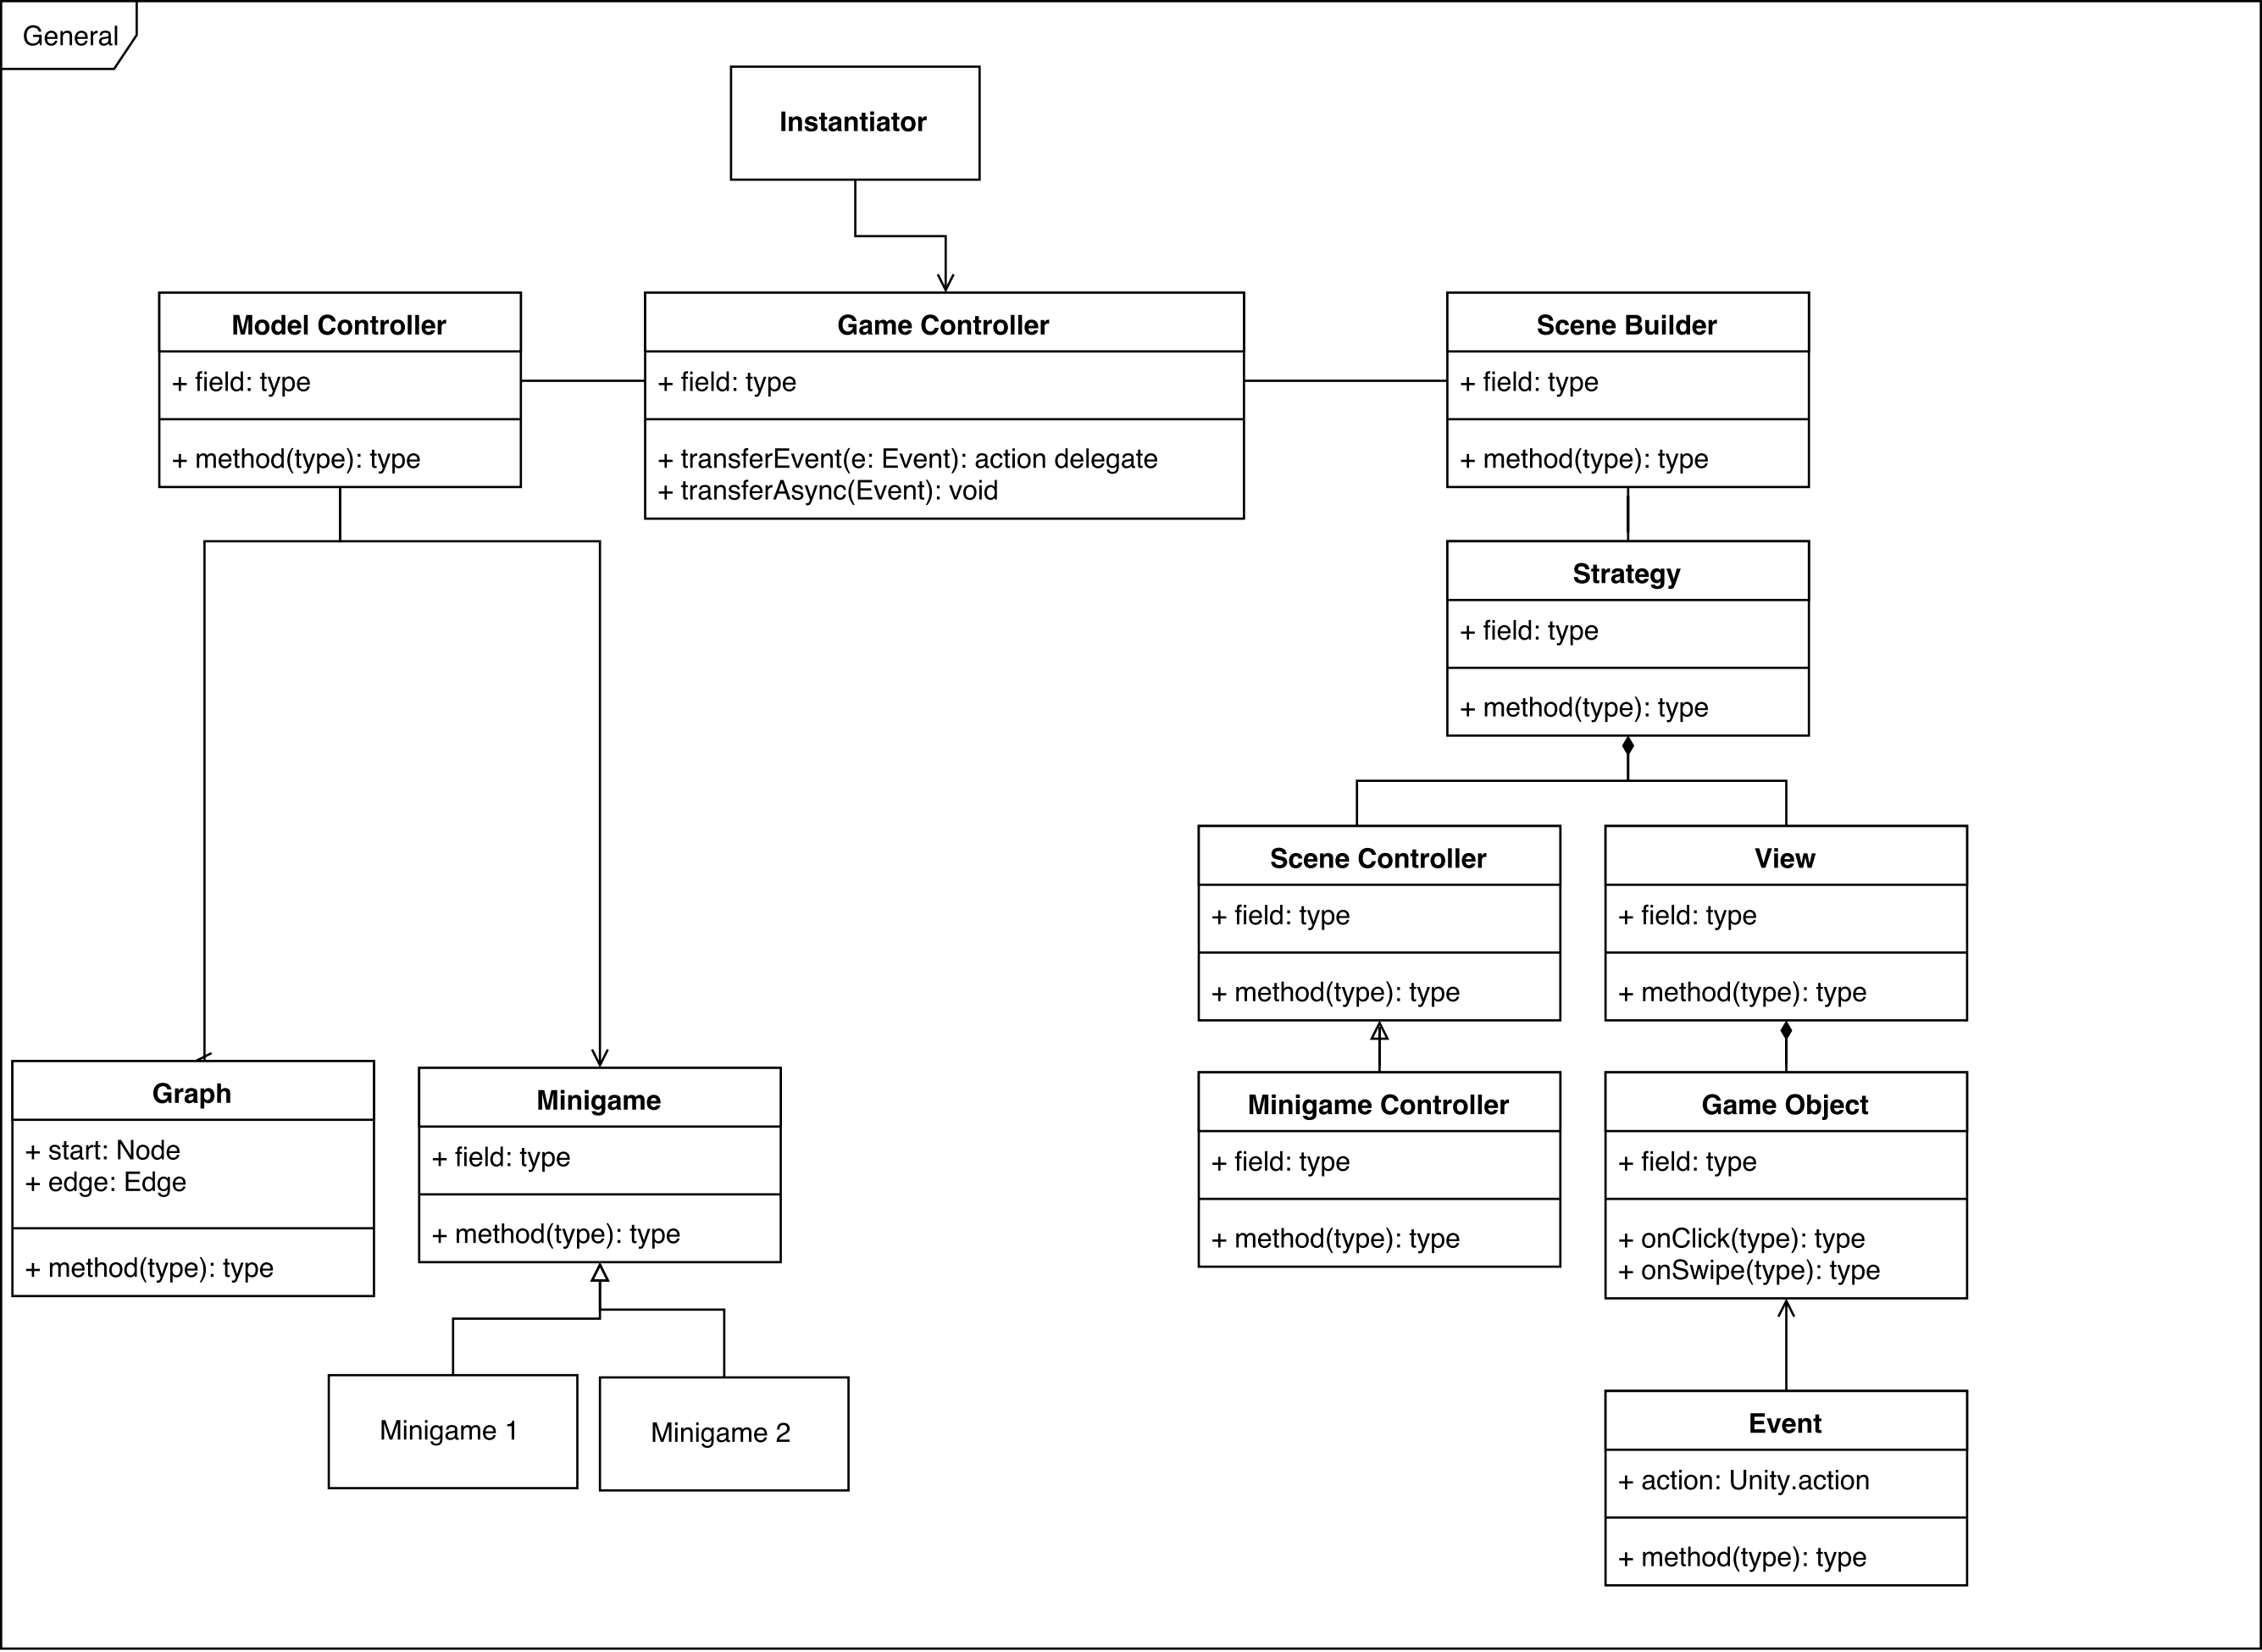 General
Instantiator
Model Controller
+ field: type
+ method(type): type
Game Controller
+ field: type
+ transferEvent(e: Event): action delegate
+ transferAsync(Event): void
Scene Builder
+ field: type
+ method(type): type
Strategy
+ field: type
+ method(type): type
Scene Controller
+ field: type
+ method(type): type
View
+ field: type
+ method(type): type
Graph
+ start: Node
+ edge: Edge
+ method(type): type
Minigame
+ field: type
+ method(type): type
Minigame Controller
+ field: type
+ method(type): type
Game Object
+ field: type
+ onClick(type): type
+ onSwipe(type): type
Minigame 1
Minigame 2
Event
+ action: Unity.action
+ method(type): type